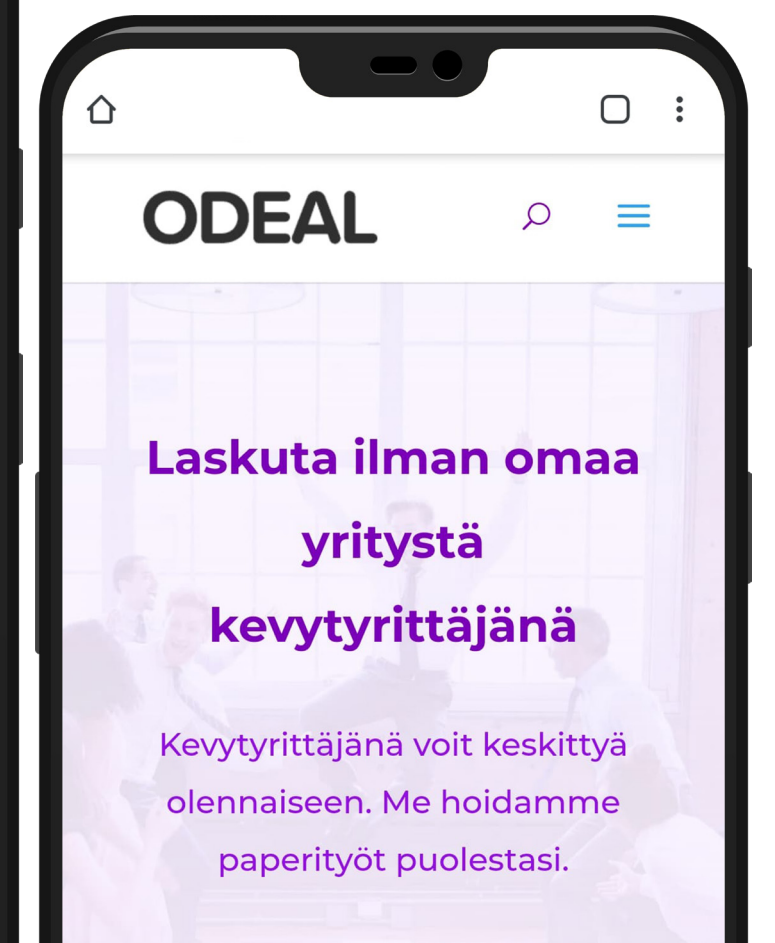 ODEAL
Laskuta ilman omaa
yritystä
kevytyrittäjänä
Kevytyrittäjänä voit keskittyä
olennaiseen. Me hoidamme
paperityöt puolestasi.